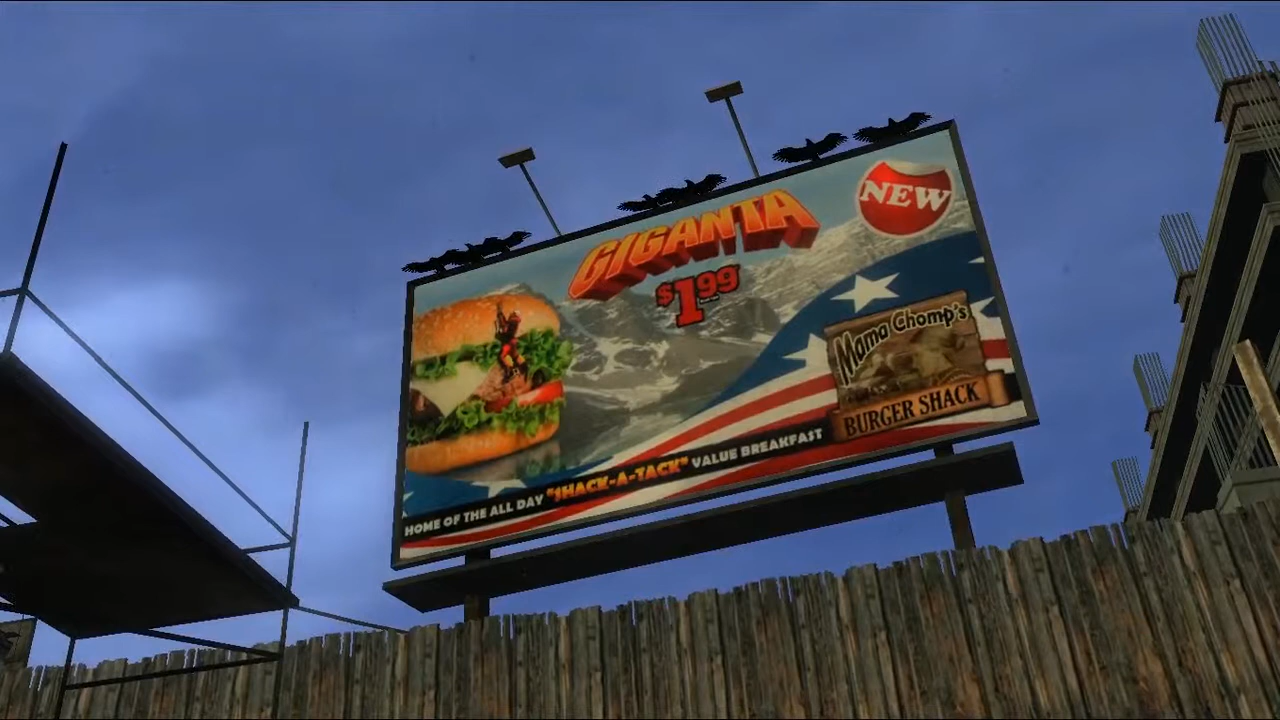 NEW
GIGANTA
$1.99
Mama Chomp's
BURGER SHACK
HOME OF THE ALL DAY "SHACK-A-TACK" VALUE BREAKFAST